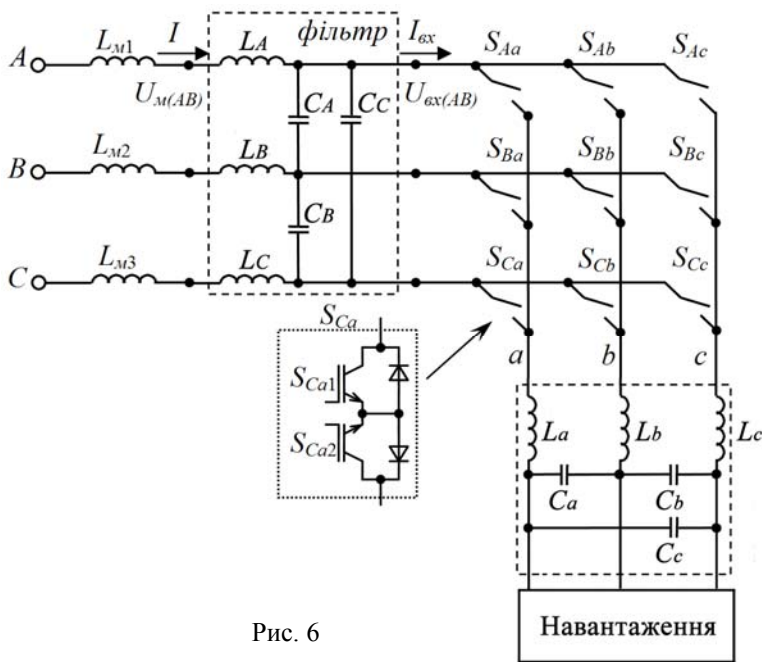 A L_м1 I L_A фільтр I_вх S_Aa S_Ab S_Ac
U_м(AB) C_A C_C U_вх(AB)
B L_м2 L_B S_Ba S_Bb S_Bc
C_B
C L_м3 L_C S_Ca S_Cb S_Cc
S_Ca
S_Ca1
S_Ca2
a b c
L_a L_b L_c
C_a C_b
C_c
Навантаження
Рис. 6